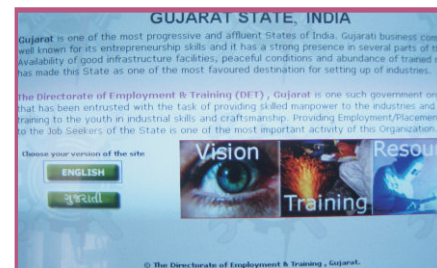 GUJARAT STATE, INDIA
Gujarat is one of the most progressive and affluent States of India. Gujarati business com
well known for its entrepreneurship skills and it has a strong presence in several parts of t
Availability of good infrastructure facilities, peaceful conditions and abundance of trained
has made this State as one of the most favoured destination for setting up of industries.
The Directorate of Employment & Training (DET) , Gujarat is one such government or
that has been entrusted with the task of providing skilled manpower to the industries and
training to the youth in industrial skills and craftsmanship. Providing Employment/Placemen
to the Job Seekers of the State is one of the most important activity of this Organization
Choose your version of the site
ENGLISH
ગુજરાતી
Vision
Training
Resou
© The Directorate of Employment & Training , Gujarat.